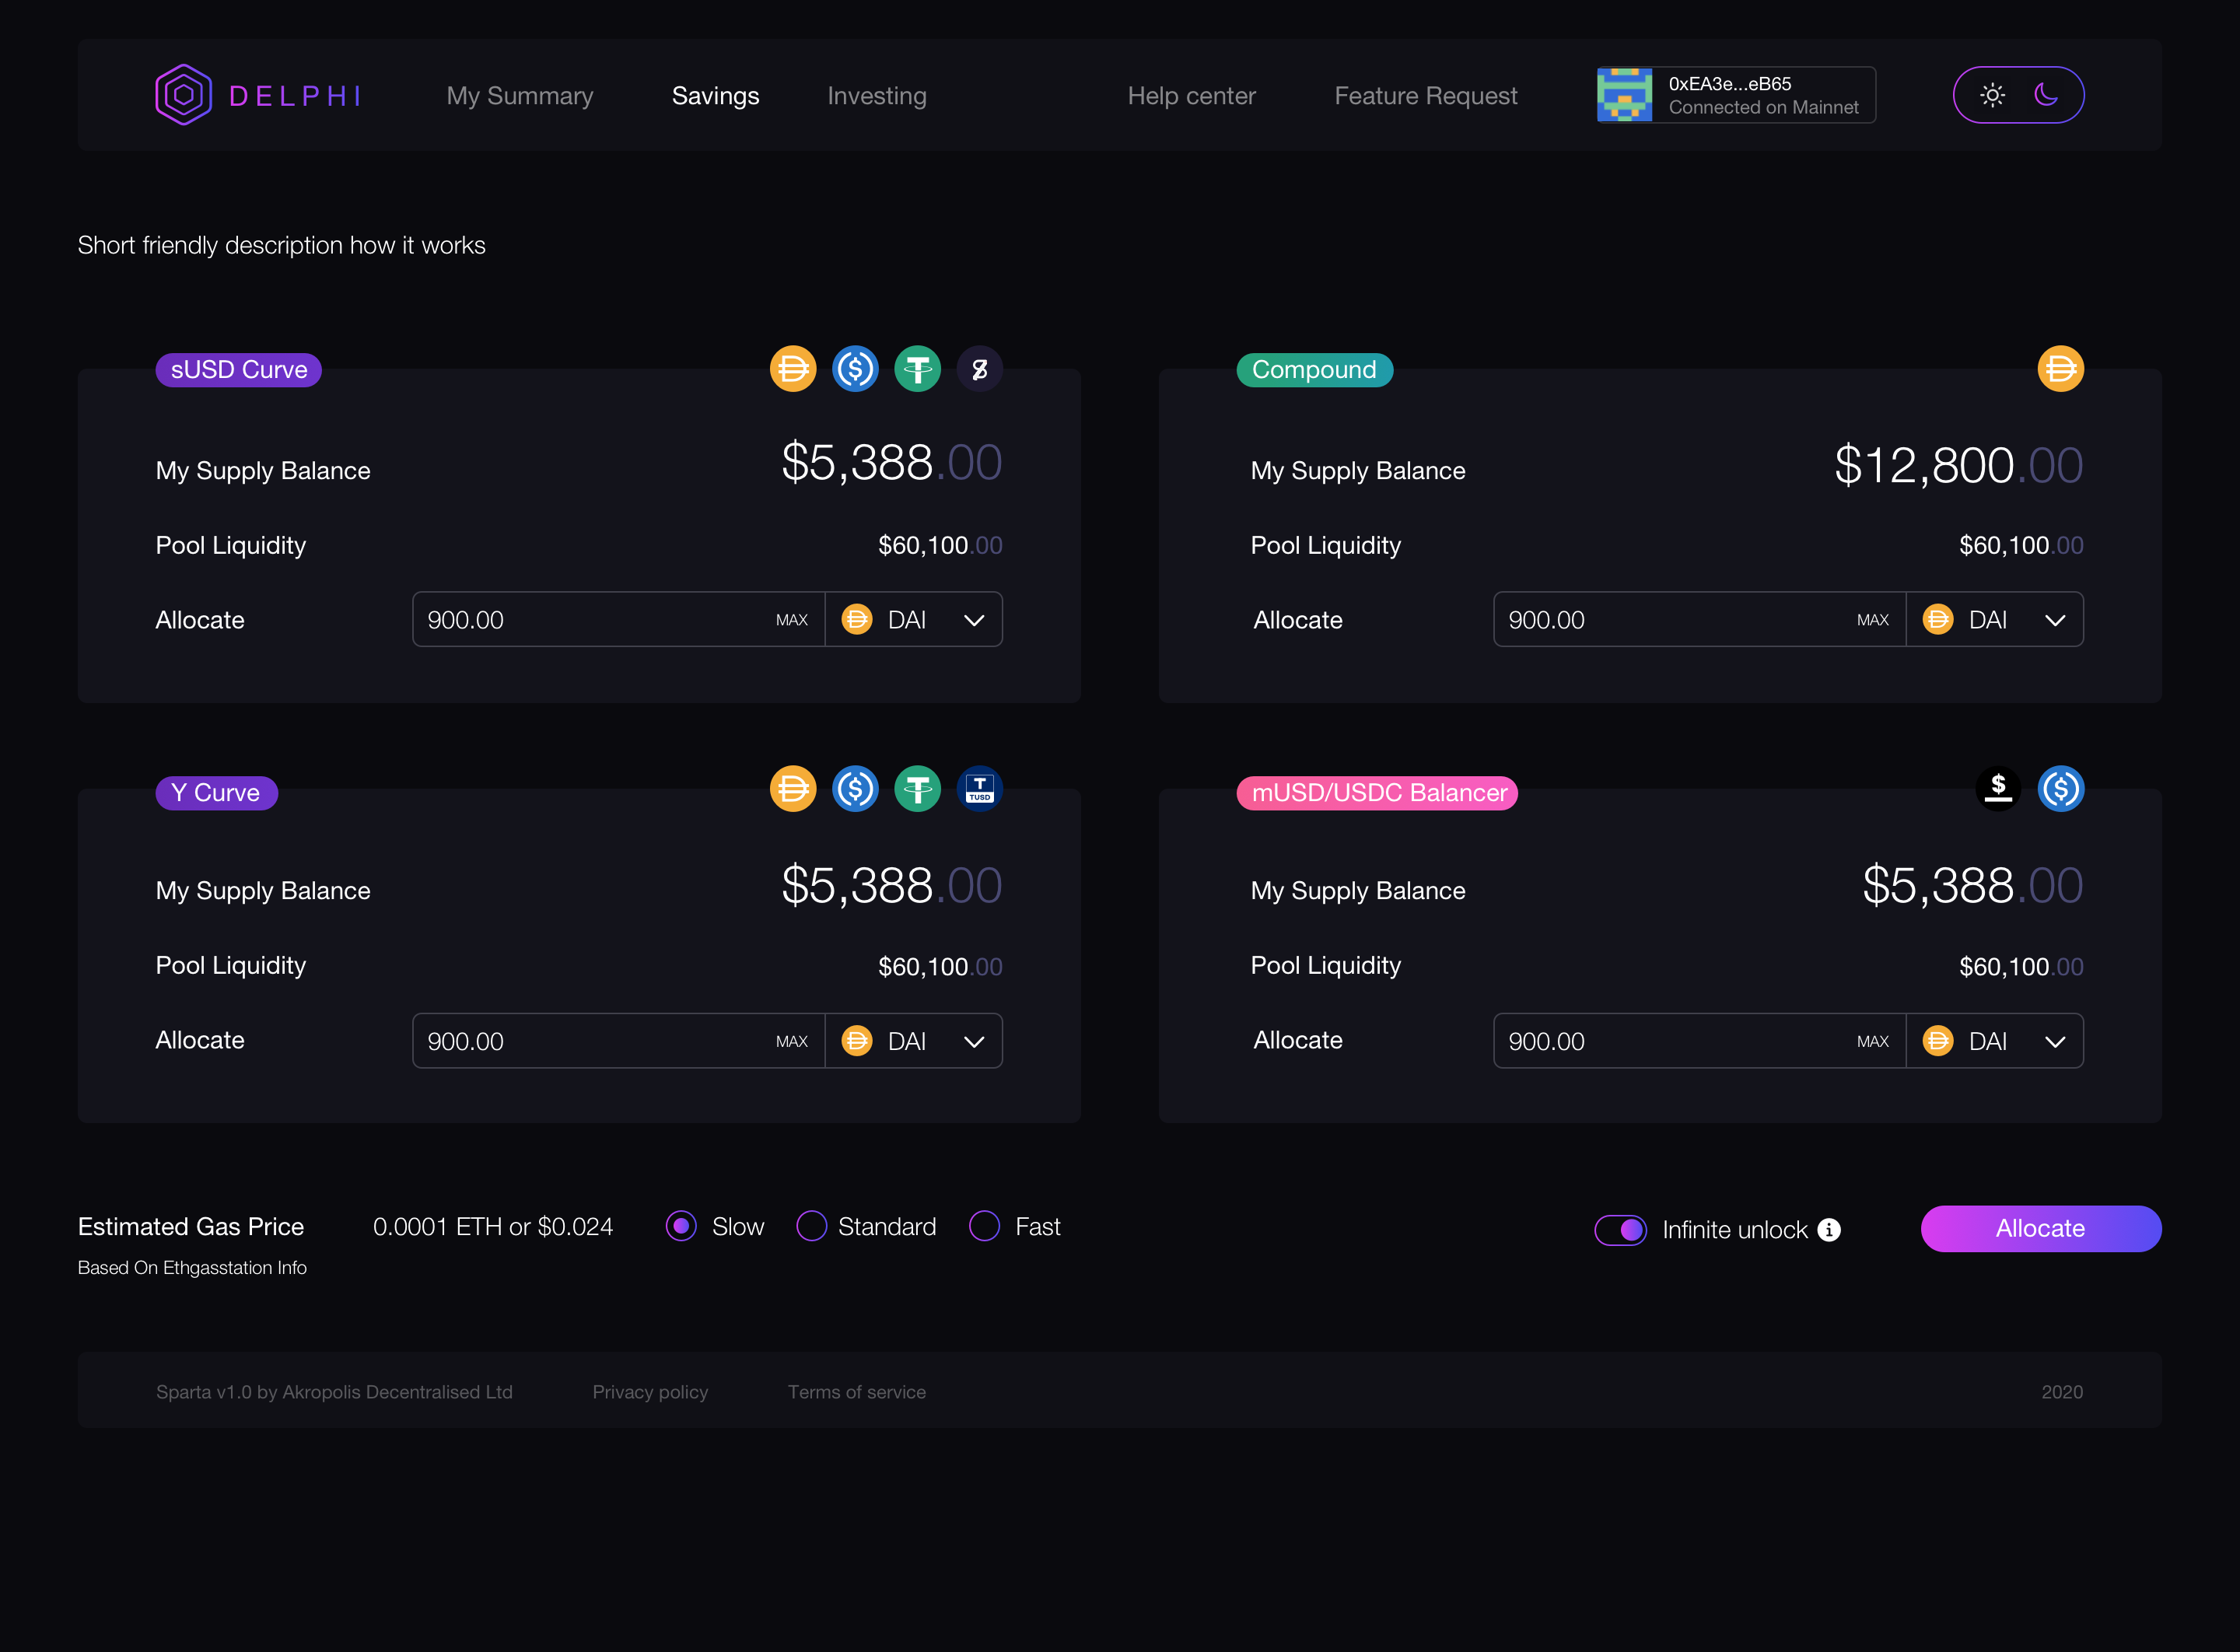 DELPHI
My Summary
Savings
Investing
Help center
Feature Request
0xEA3e...eB65
Connected on Mainnet
Short friendly description how it works
sUSD Curve
My Supply Balance
$5,388.00
Pool Liquidity
$60,100.00
Allocate
900.00
MAX
DAI
Compound
My Supply Balance
$12,800.00
Pool Liquidity
$60,100.00
Allocate
900.00
MAX
DAI
Y Curve
T
TUSD
My Supply Balance
$5,388.00
Pool Liquidity
$60,100.00
Allocate
900.00
MAX
DAI
mUSD/USDC Balancer
My Supply Balance
$5,388.00
Pool Liquidity
$60,100.00
Allocate
900.00
MAX
DAI
Estimated Gas Price
0.0001 ETH or $0.024
Slow
Standard
Fast
Based On Ethgasstation Info
Infinite unlock
Allocate
Sparta v1.0 by Akropolis Decentralised Ltd
Privacy policy
Terms of service
2020